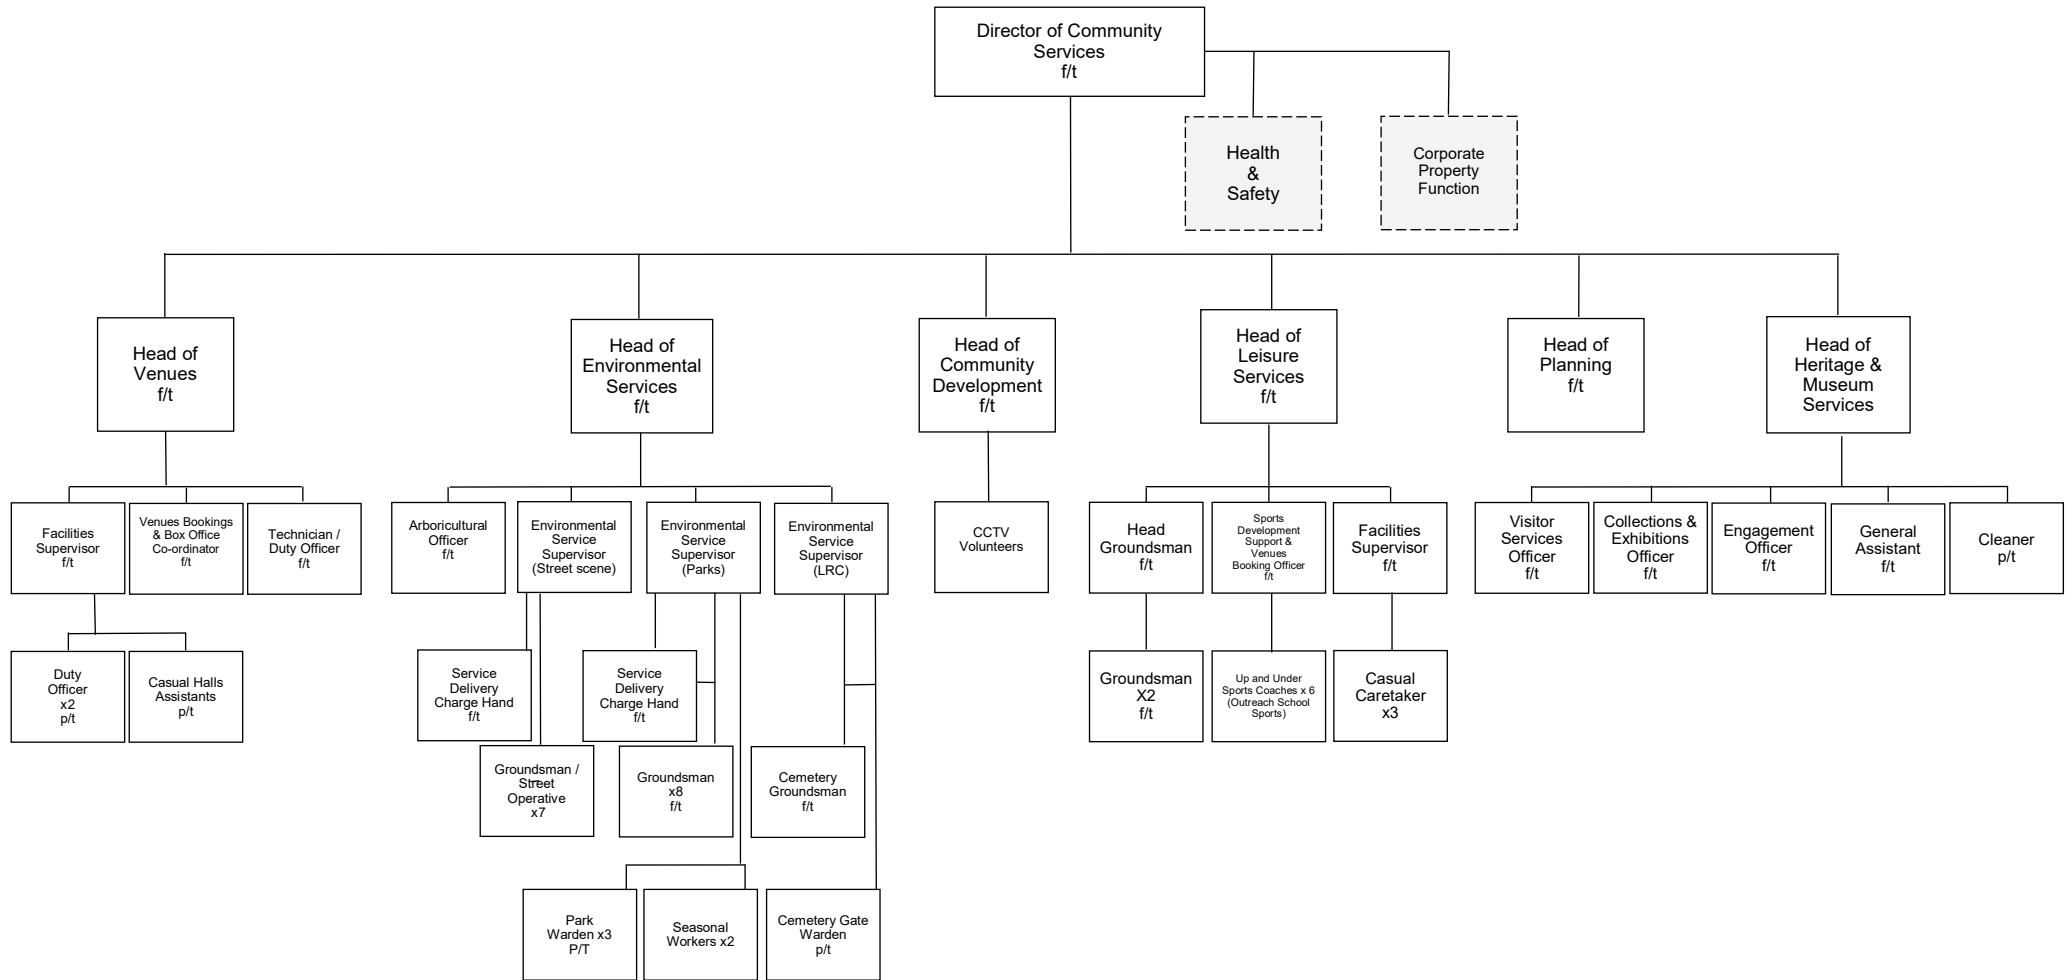 Director of Community
Services
f/t
Health
&
Safety
Corporate
Property
Function
Head of
Venues
f/t
Head of
Environmental
Services
f/t
Head of
Community
Development
f/t
Head of
Leisure
Services
f/t
Head of
Planning
f/t
Head of
Heritage &
Museum
Services
Facilities
Supervisor
f/t
Venues Bookings
& Box Office
Co-ordinator
f/t
Technician /
Duty Officer
f/t
Arboricultural
Officer
f/t
Environmental
Service
Supervisor
(Street scene)
Environmental
Service
Supervisor
(Parks)
Environmental
Service
Supervisor
(LRC)
CCTV
Volunteers
Head
Groundsman
f/t
Sports
Development
Support &
Venues
Booking Officer
f/t
Facilities
Supervisor
f/t
Visitor
Services
Officer
f/t
Collections &
Exhibitions
Officer
f/t
Engagement
Officer
f/t
General
Assistant
f/t
Cleaner
p/t
Duty
Officer
x2
p/t
Casual Halls
Assistants
p/t
Service
Delivery
Charge Hand
f/t
Service
Delivery
Charge Hand
f/t
Groundsman
X2
f/t
Up and Under
Sports Coaches x 6
(Outreach School
Sports)
Casual
Caretaker
x3
Groundsman /
Street
Operative
x7
Groundsman
x8
f/t
Cemetery
Groundsman
f/t
Park
Warden x3
P/T
Seasonal
Workers x2
Cemetery Gate
Warden
p/t